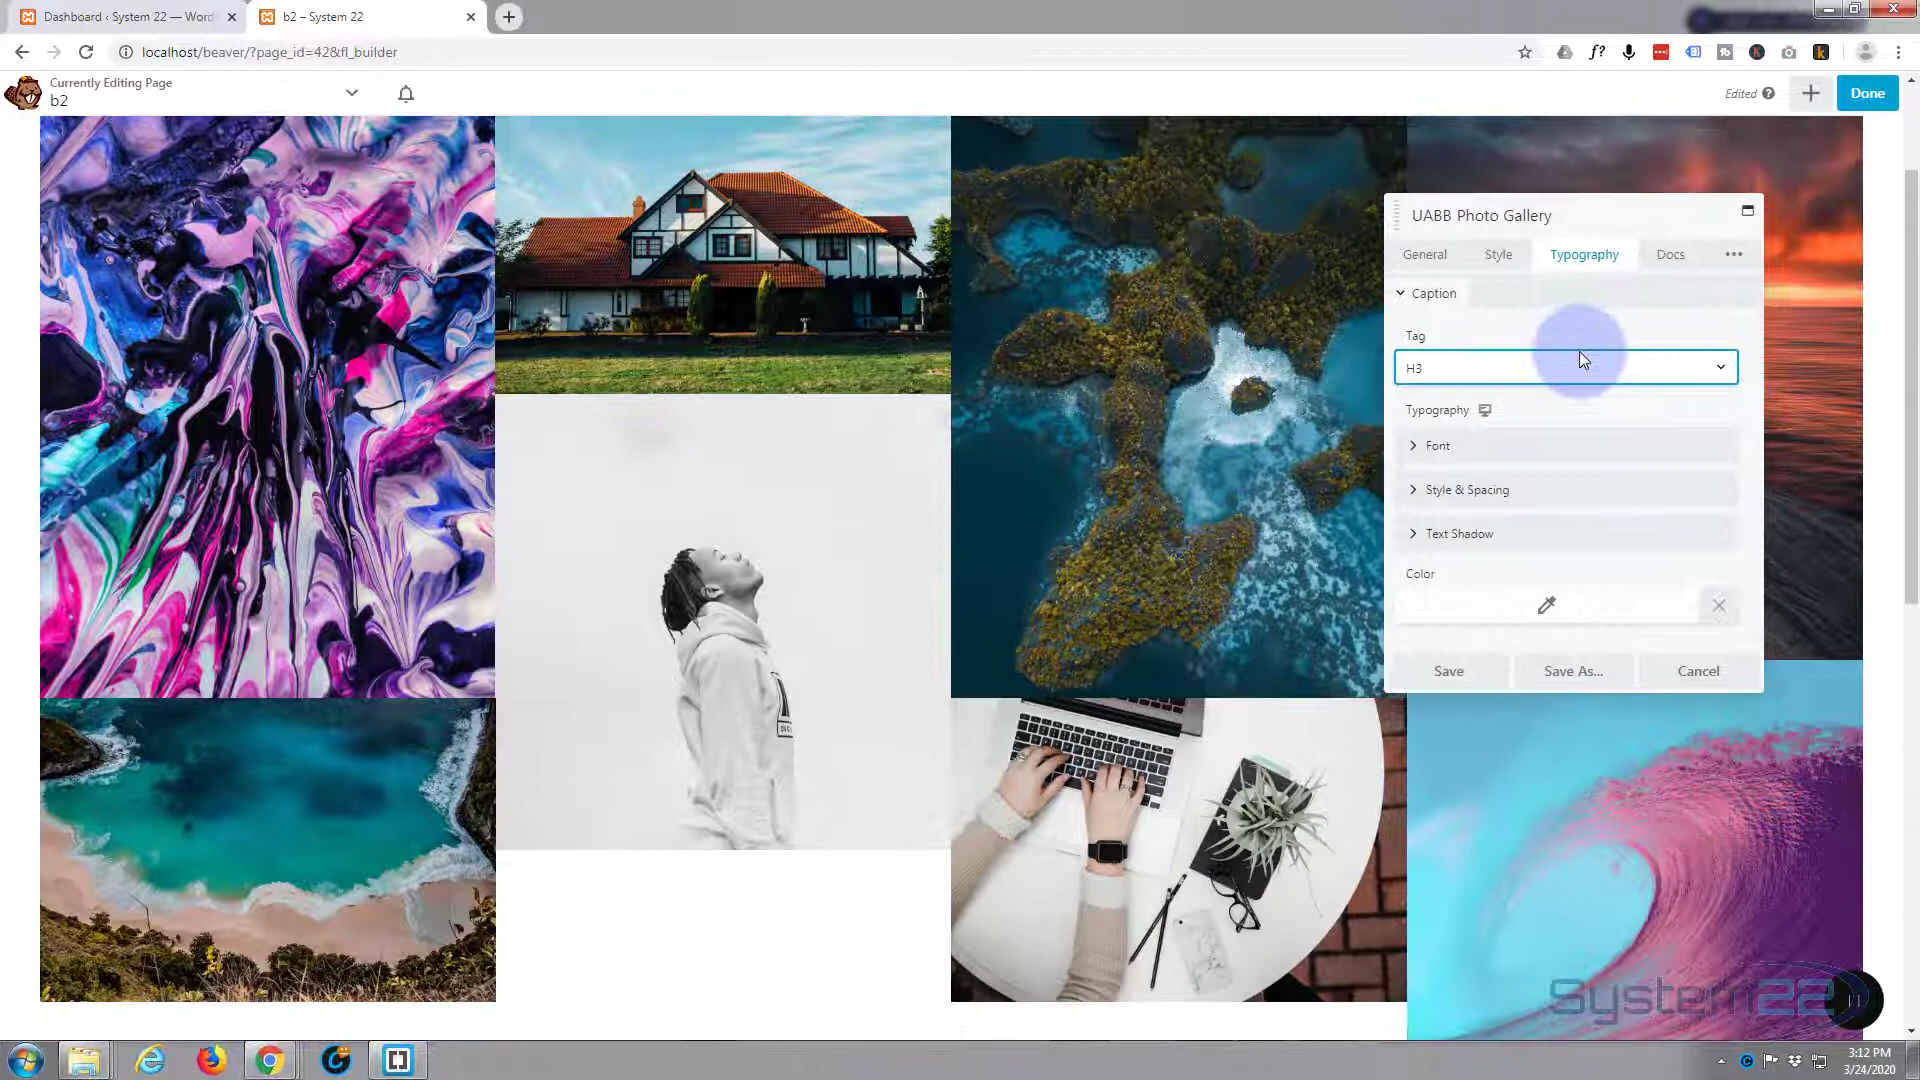 Dashboard ‹ System 22 — Word
b2 – System 22
localhost/beaver/?page_id=42&fl_builder
Currently Editing Page
b2
Edited
Done
UABB Photo Gallery
General
Style
Typography
Docs
Caption
Tag
H3
Typography
Font
Style & Spacing
Text Shadow
Color
Save
Save As...
Cancel
System22
3:12 PM
3/24/2020